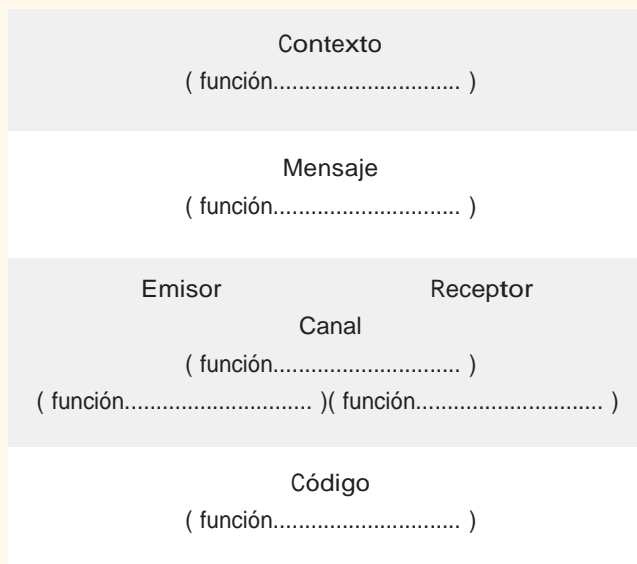 Contexto
( función.............................. )
Mensaje
( función.............................. )
Emisor Receptor
Canal
( función.............................. )
( función.............................. )( función.............................. )
Código
( función.............................. )